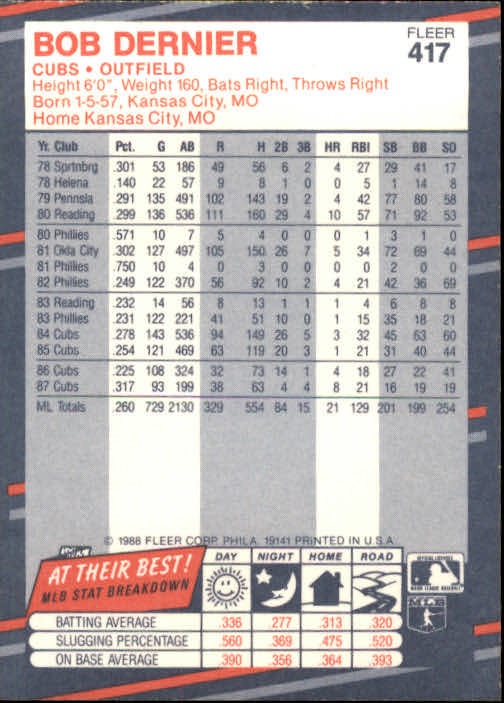 BOB DERNIER
FLEER
417
CUBS • OUTFIELD
Height 6'0", Weight 160, Bats Right, Throws Right
Born 1-5-57, Kansas City, MO
Home Kansas City, MO
Yr. Club Pct. G AB R H 2B 3B HR RBI SB BB SO
78 Sprtnbrg .301 53 186 49 56 6 2 4 27 29 41 17
78 Helena .140 22 57 9 8 1 0 0 5 1 14 8
79 Pennsla .291 135 491 102 143 19 2 4 42 77 80 58
80 Reading .299 136 536 111 160 29 4 10 57 71 92 53
80 Phillies .571 10 7 5 4 0 0 0 1 3 1 0
81 Okla City .302 127 497 105 150 26 7 5 34 72 69 44
81 Phillies .750 10 4 0 3 0 0 0 0 2 0 0
82 Phillies .249 122 370 56 92 10 2 4 21 42 36 69
83 Reading .232 14 56 8 13 1 1 1 4 6 8 8
83 Phillies .231 122 221 41 51 10 0 1 15 35 18 21
84 Cubs .278 143 536 94 149 26 5 3 32 45 63 60
85 Cubs .254 121 469 63 119 20 3 1 21 31 40 44
86 Cubs .225 108 324 32 73 14 1 4 18 27 22 41
87 Cubs .317 93 199 38 63 4 4 8 21 16 19 19
ML Totals .260 729 2130 329 554 84 15 21 129 201 199 254
© 1988 FLEER CORP. PHILA. 19141 PRINTED IN U.S.A.
AT THEIR BEST!
MLB STAT BREAKDOWN
DAY NIGHT HOME ROAD
BATTING AVERAGE .336 .277 .313 .320
SLUGGING PERCENTAGE .560 .369 .475 .520
ON BASE AVERAGE .390 .356 .364 .393